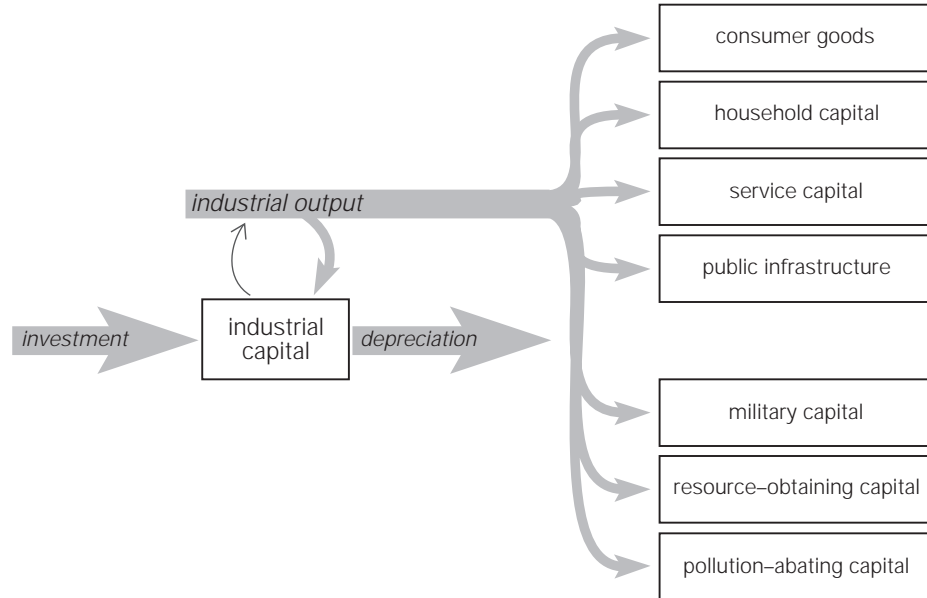 consumer goods
household capital
service capital
industrial output
public infrastructure
investment
industrial
capital
depreciation
military capital
resource–obtaining capital
pollution–abating capital